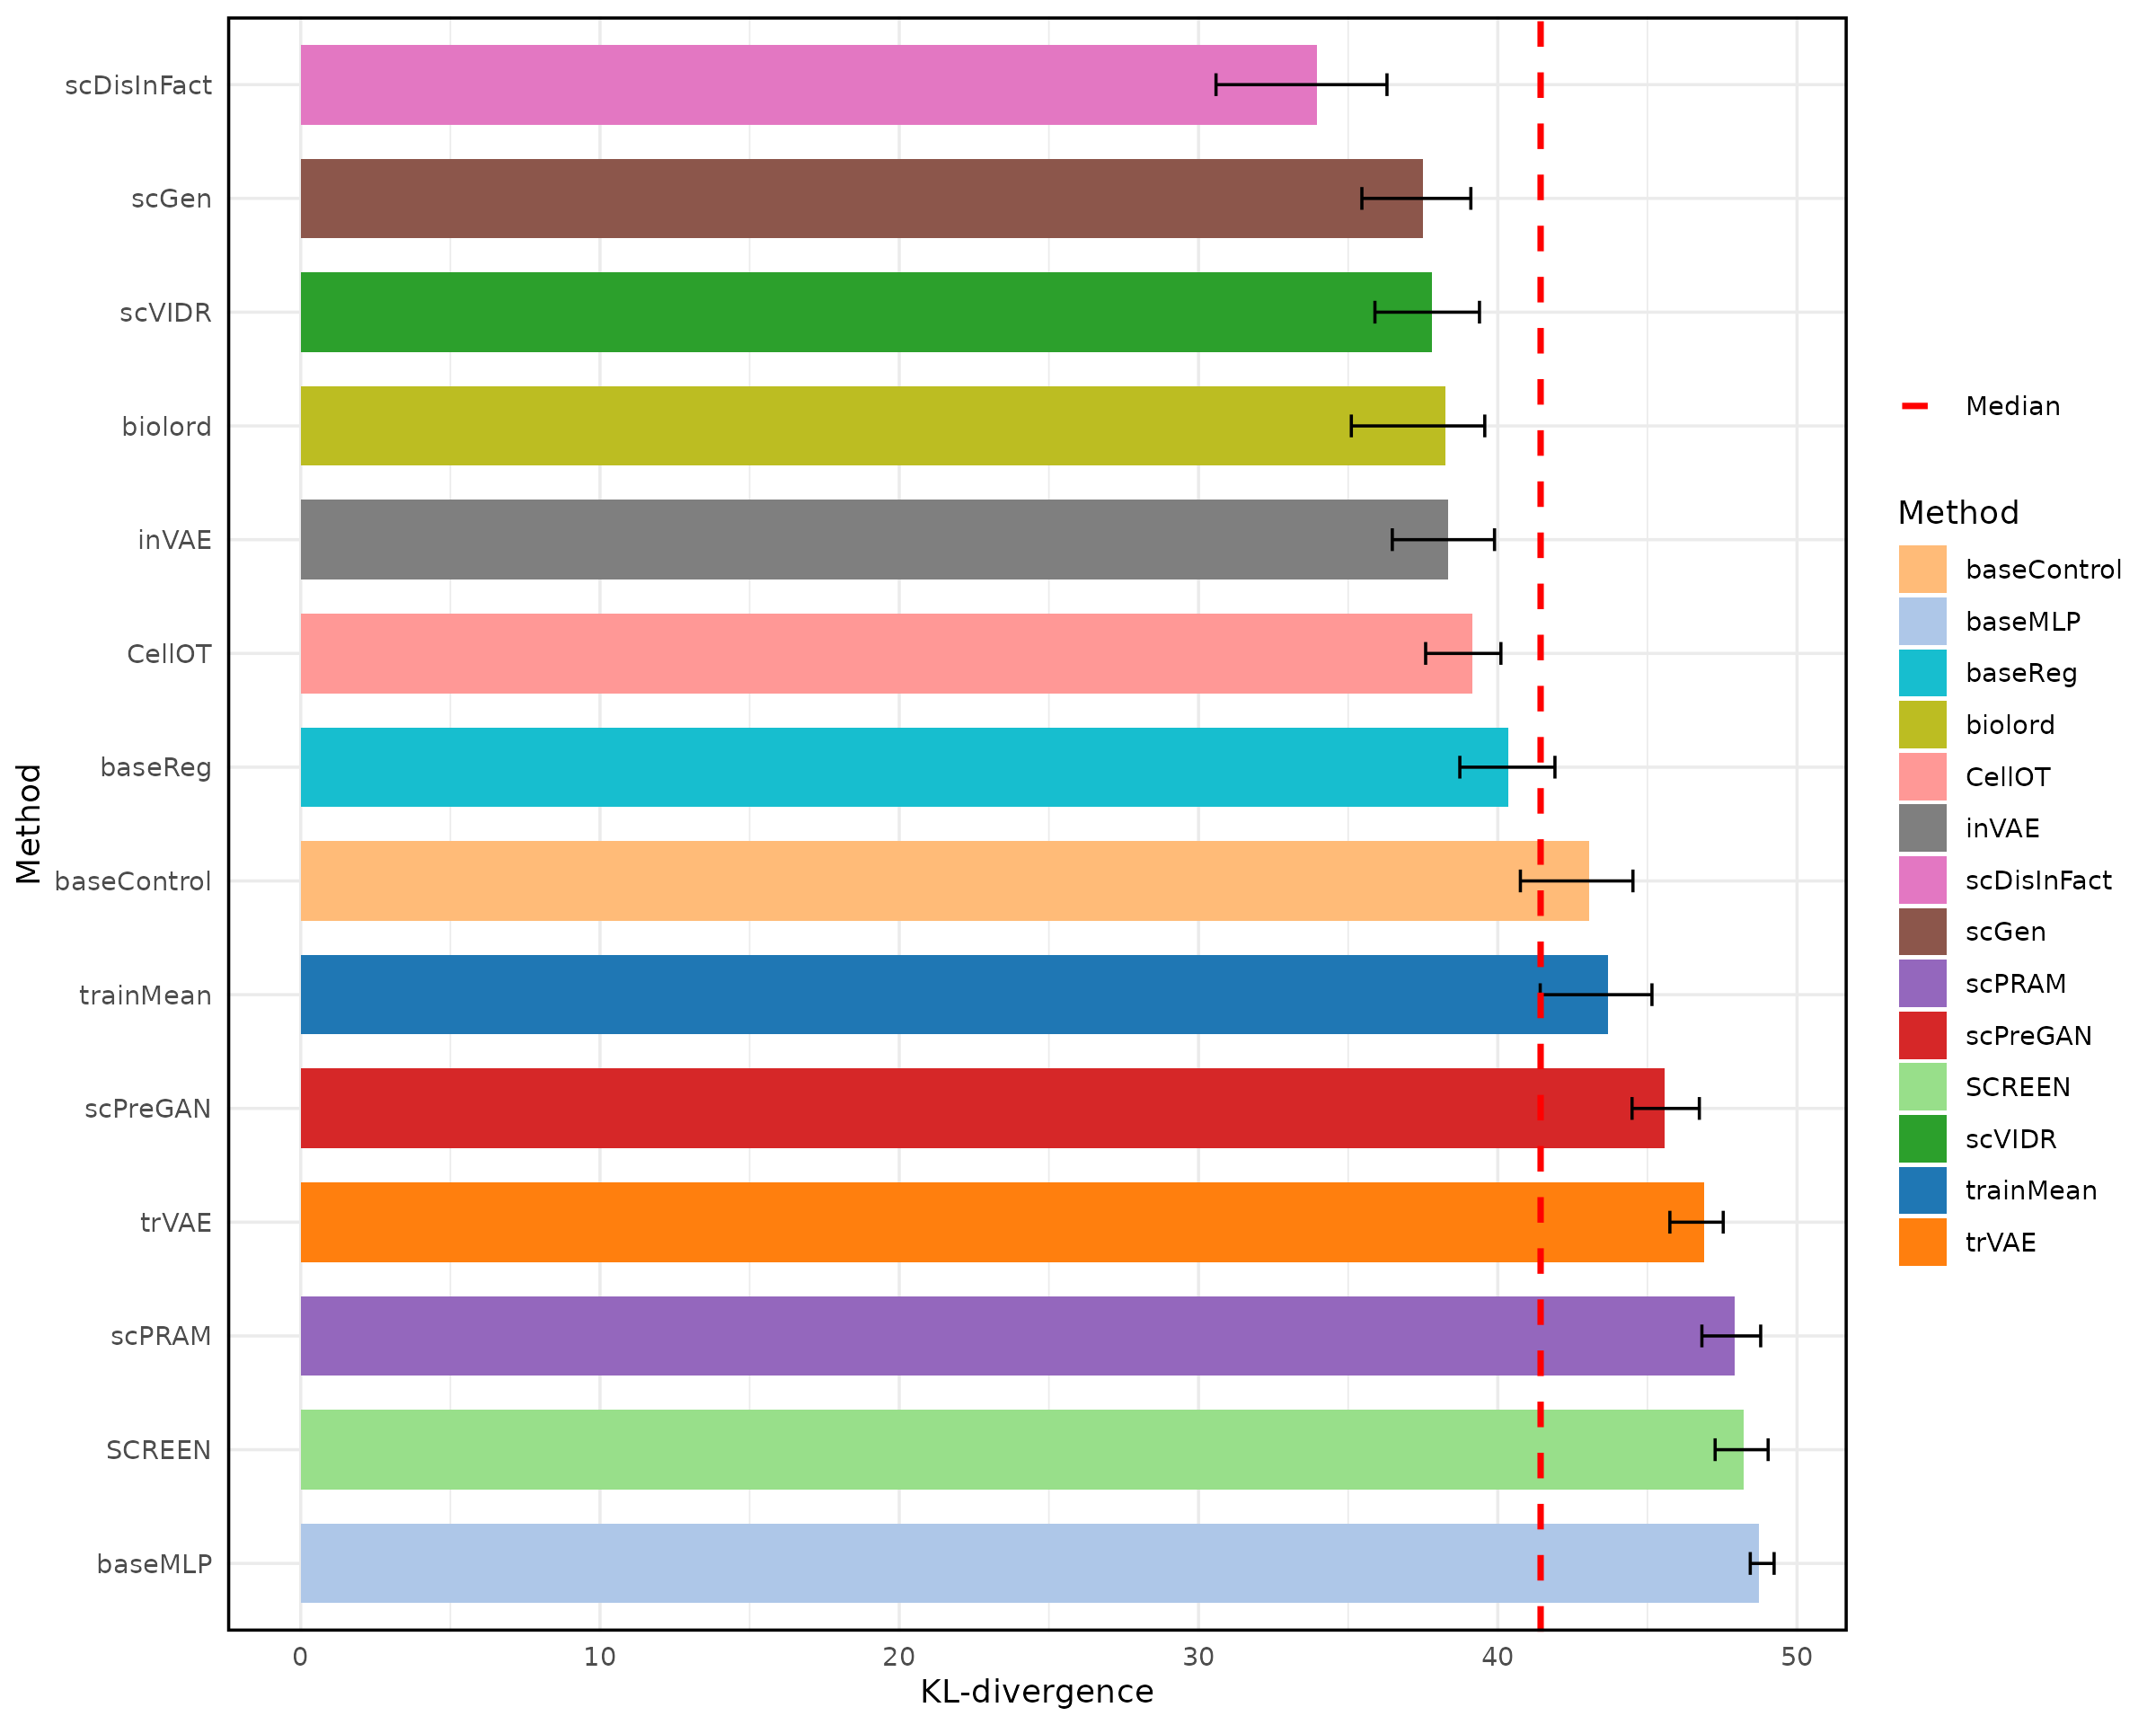 scDisInFact
scGen
scVIDR
biolord
inVAE
CellOT
baseReg
baseControl
trainMean
scPreGAN
trVAE
scPRAM
SCREEN
baseMLP
Method
0 10 20 30 40 50
KL-divergence
Median
Method
baseControl
baseMLP
baseReg
biolord
CellOT
inVAE
scDisInFact
scGen
scPRAM
scPreGAN
SCREEN
scVIDR
trainMean
trVAE